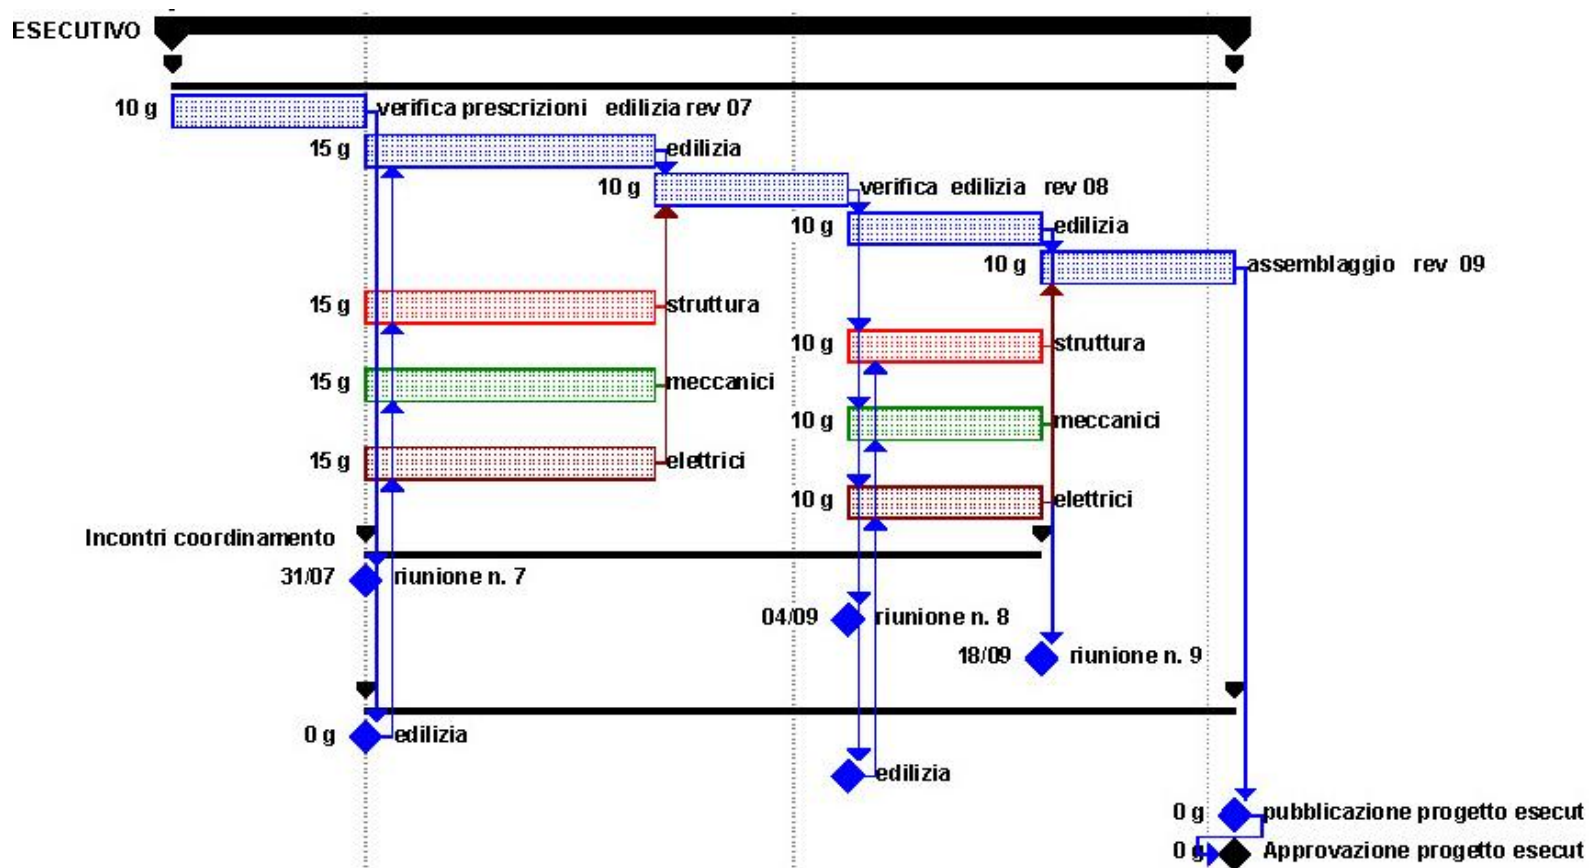 ESECUTIVO
10 g verifica prescrizioni edilizia rev 07
15 g edilizia
10 g verifica edilizia rev 08
10 g edilizia
10 g assemblaggio rev 09
15 g struttura
10 g struttura
15 g meccanici
10 g meccanici
15 g elettrici
10 g elettrici
Incontri coordinamento
31/07 riunione n. 7
04/09 riunione n. 8
18/09 riunione n. 9
0 g edilizia
edilizia
0 g pubblicazione progetto esecut
0 g Approvazione progetto esecut